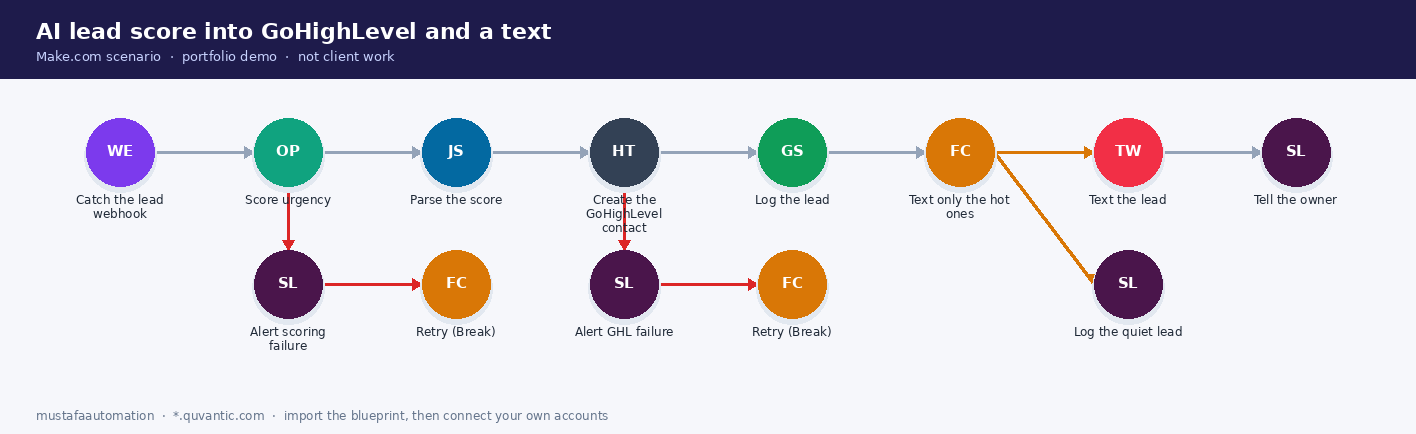 AI lead score into GoHighLevel and a text
Make.com scenario · portfolio demo · not client work
WE
OP
JS
HT
GS
FC
TW
SL
Catch the lead
webhook
Score urgency
Parse the score
Create the
GoHighLevel
contact
Log the lead
Text only the hot
ones
Text the lead
Tell the owner
SL
FC
SL
FC
SL
Alert scoring
failure
Retry (Break)
Alert GHL failure
Retry (Break)
Log the quiet lead
mustafaautomation · *.quvantic.com · import the blueprint, then connect your own accounts